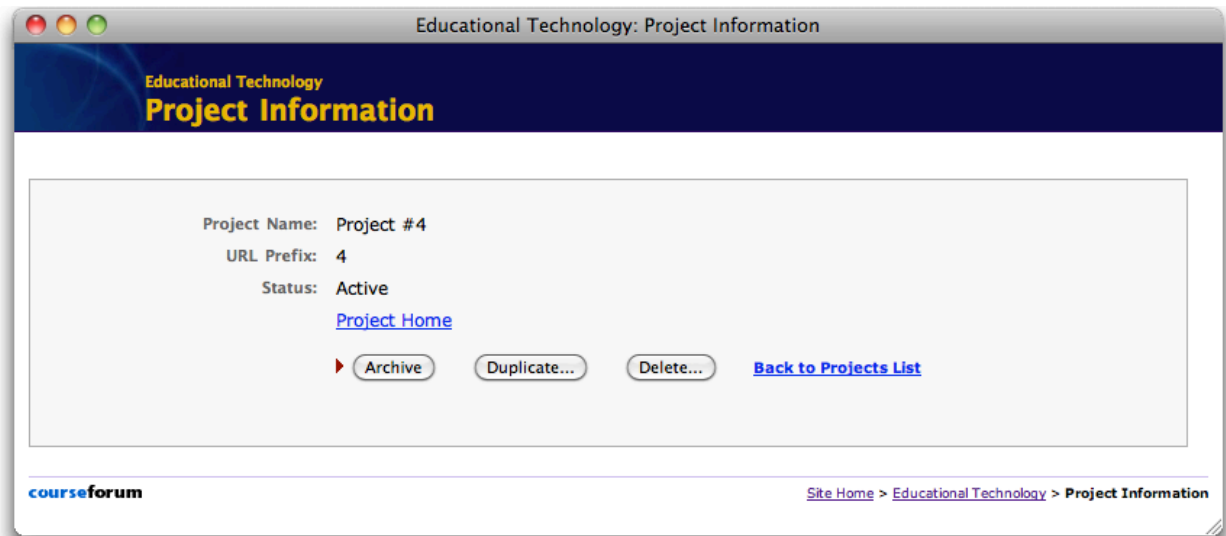 Educational Technology: Project Information
Educational Technology
Project Information
Project Name: Project #4
URL Prefix: 4
Status: Active
Project Home
Archive Duplicate... Delete... Back to Projects List
courseforum Site Home > Educational Technology > Project Information